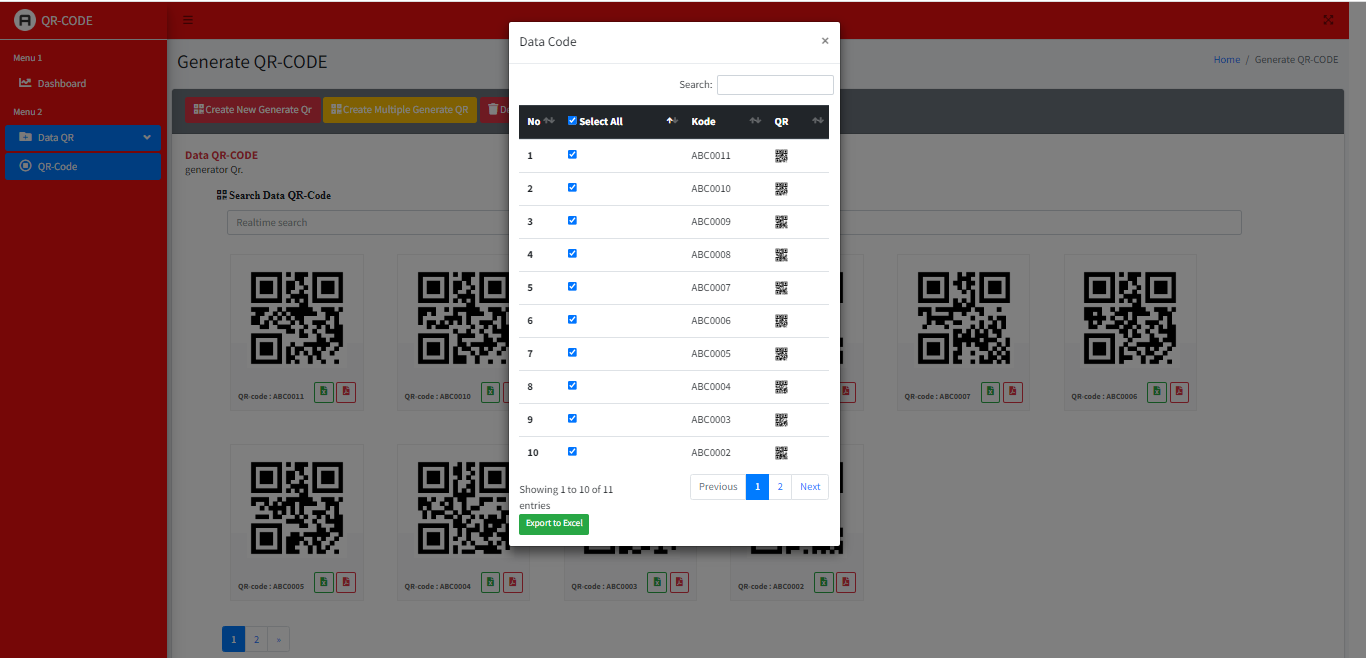 QR-CODE
Menu 1
Dashboard
Menu 2
Data QR
QR-Code
Generate QR-CODE
Home / Generate QR-CODE
Create New Generate Qr
Create Multiple Generate QR
Data QR-CODE
generator Qr.
Search Data QR-Code
Realtime search
QR-code : ABC0011
QR-code : ABC0010
QR-code : ABC0007
QR-code : ABC0006
QR-code : ABC0005
QR-code : ABC0004
QR-code : ABC0003
QR-code : ABC0002
1 2 »
Data Code ×
Search:
No Select All Kode QR
1 ABC0011
2 ABC0010
3 ABC0009
4 ABC0008
5 ABC0007
6 ABC0006
7 ABC0005
8 ABC0004
9 ABC0003
10 ABC0002
Showing 1 to 10 of 11
entries
Previous 1 2 Next
Export to Excel